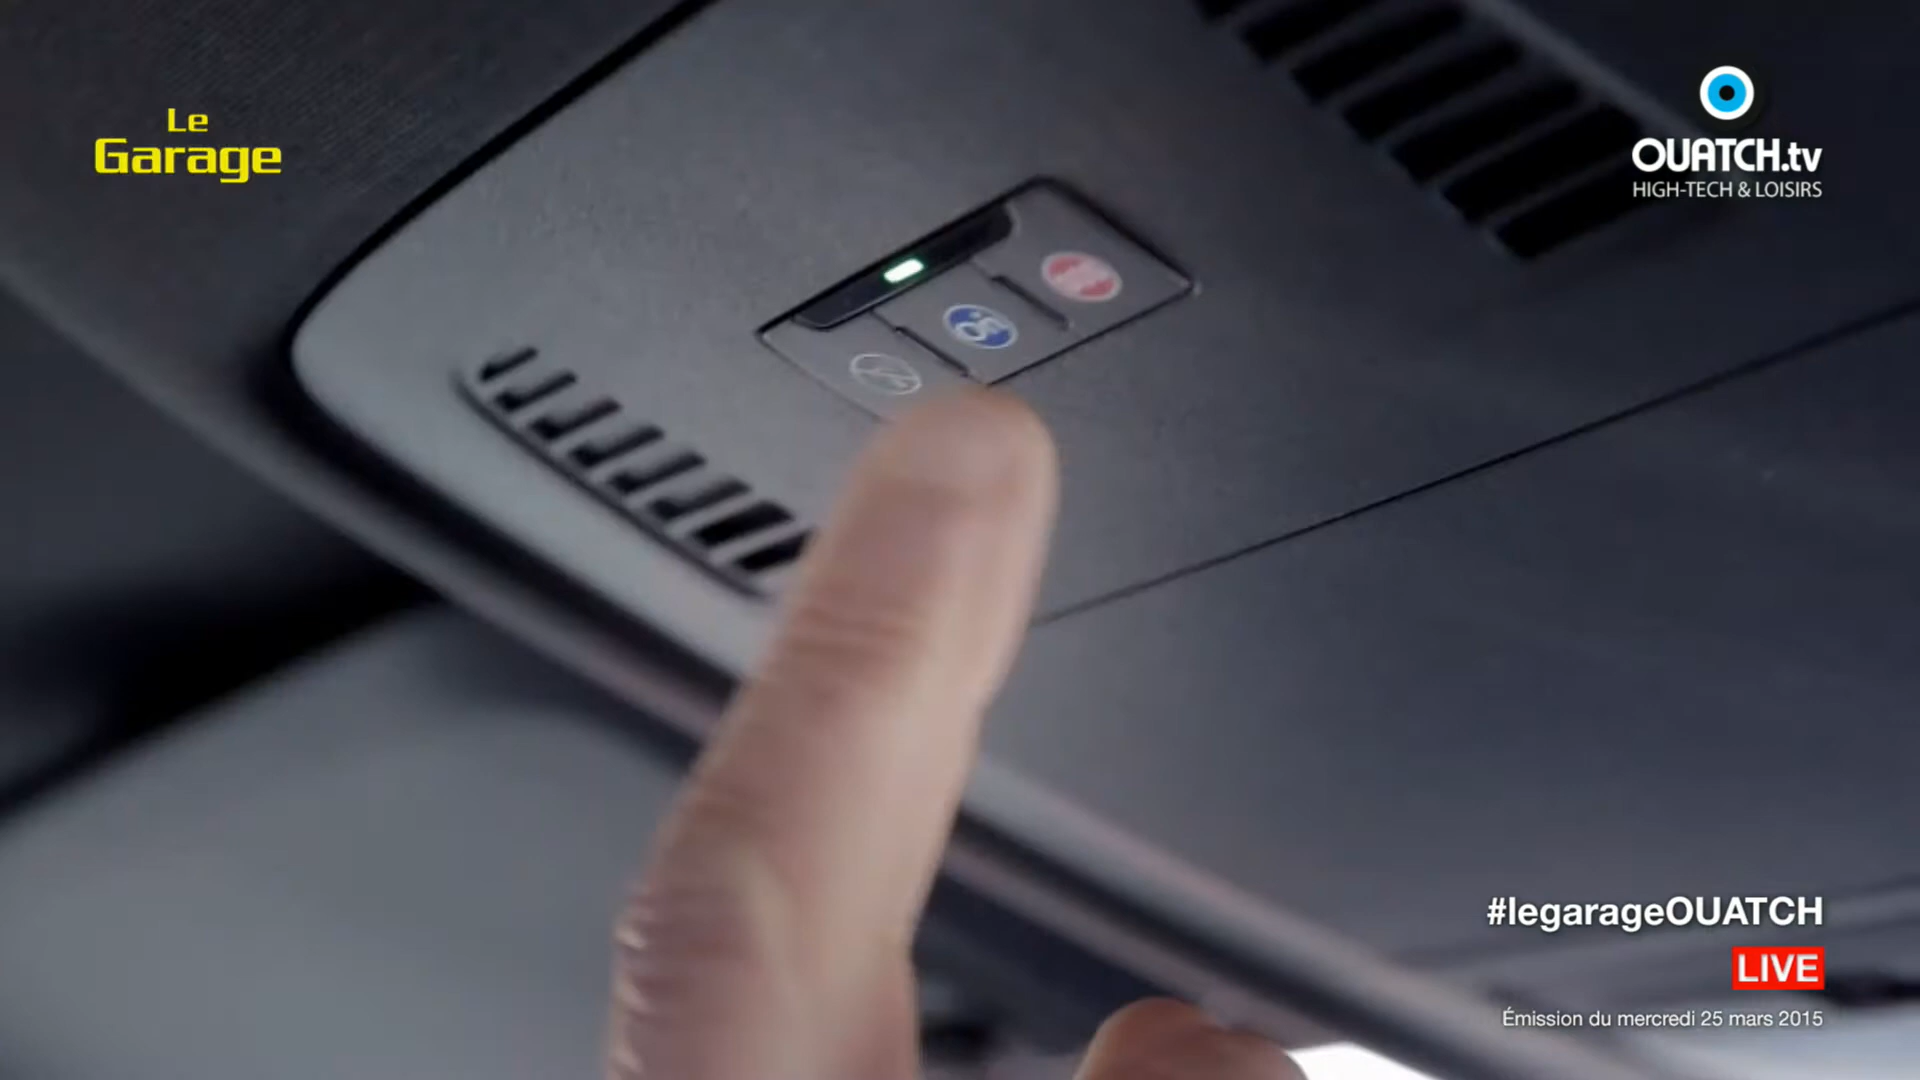 Le
Garage
OUATCH.tv
HIGH-TECH & LOISIRS
#legarageOUATCH
LIVE
Émission du mercredi 25 mars 2015